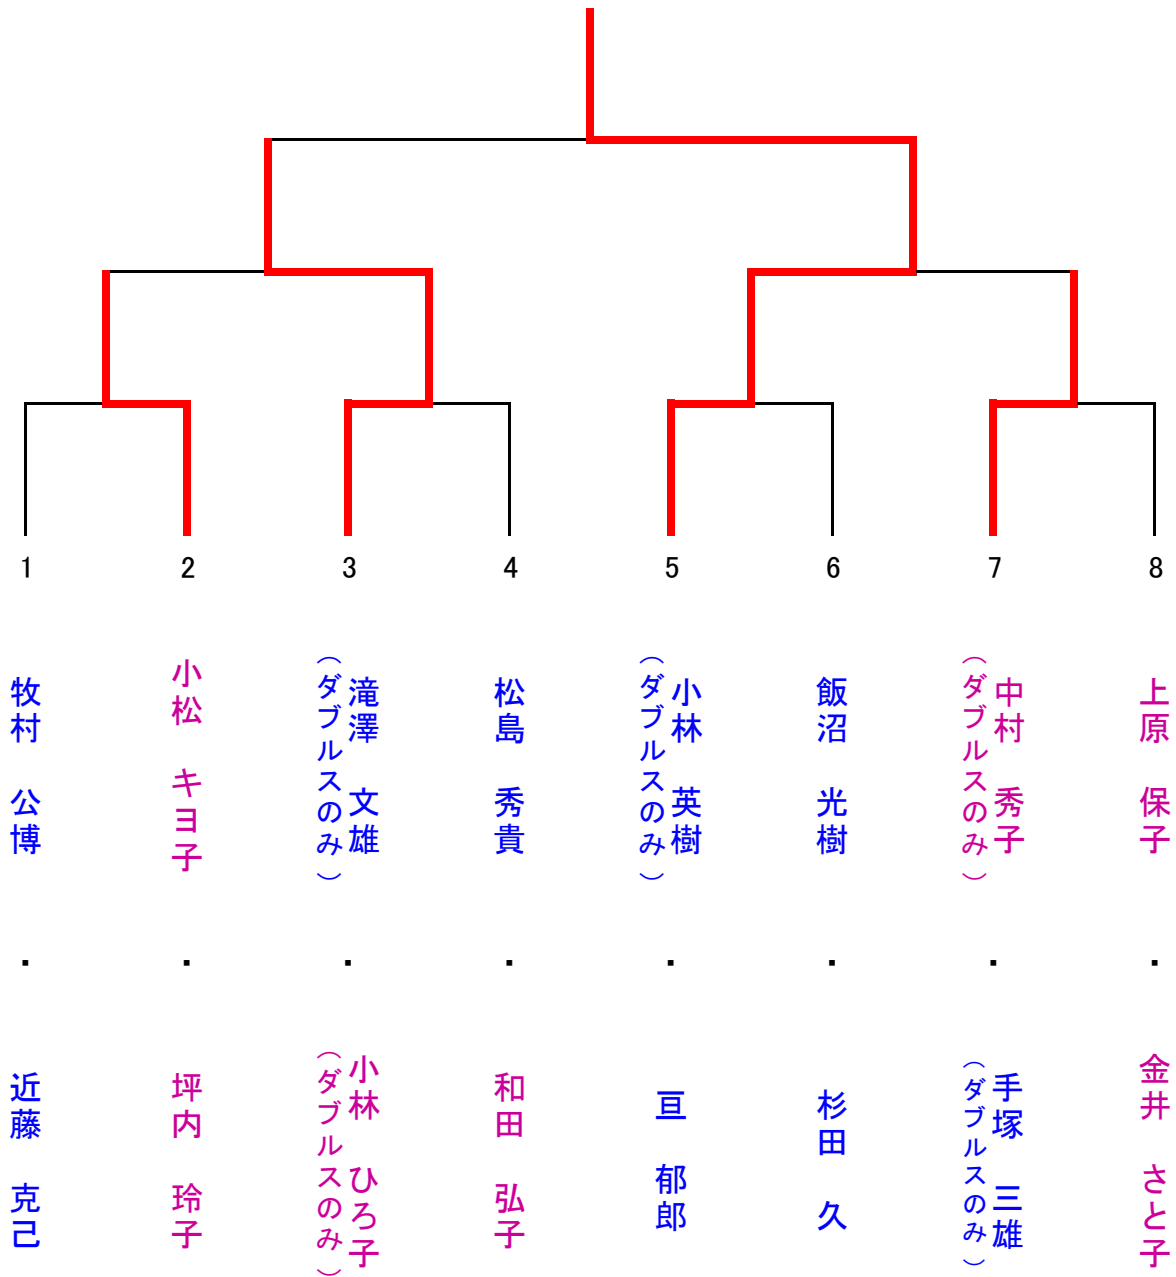 1
2
3
4
5
6
7
8
牧村　公博
小松　キヨ子
滝澤　文雄
（ダブルスのみ）
松島　秀貴
小林　英樹
（ダブルスのみ）
飯沼　光樹
中村　秀子
（ダブルスのみ）
上原　保子
・
・
・
・
・
・
・
・
近藤　克己
坪内　玲子
小林　ひろ子
（ダブルスのみ）
和田　弘子
亘　郁郎
杉田　久
手塚　三雄
（ダブルスのみ）
金井　さと子